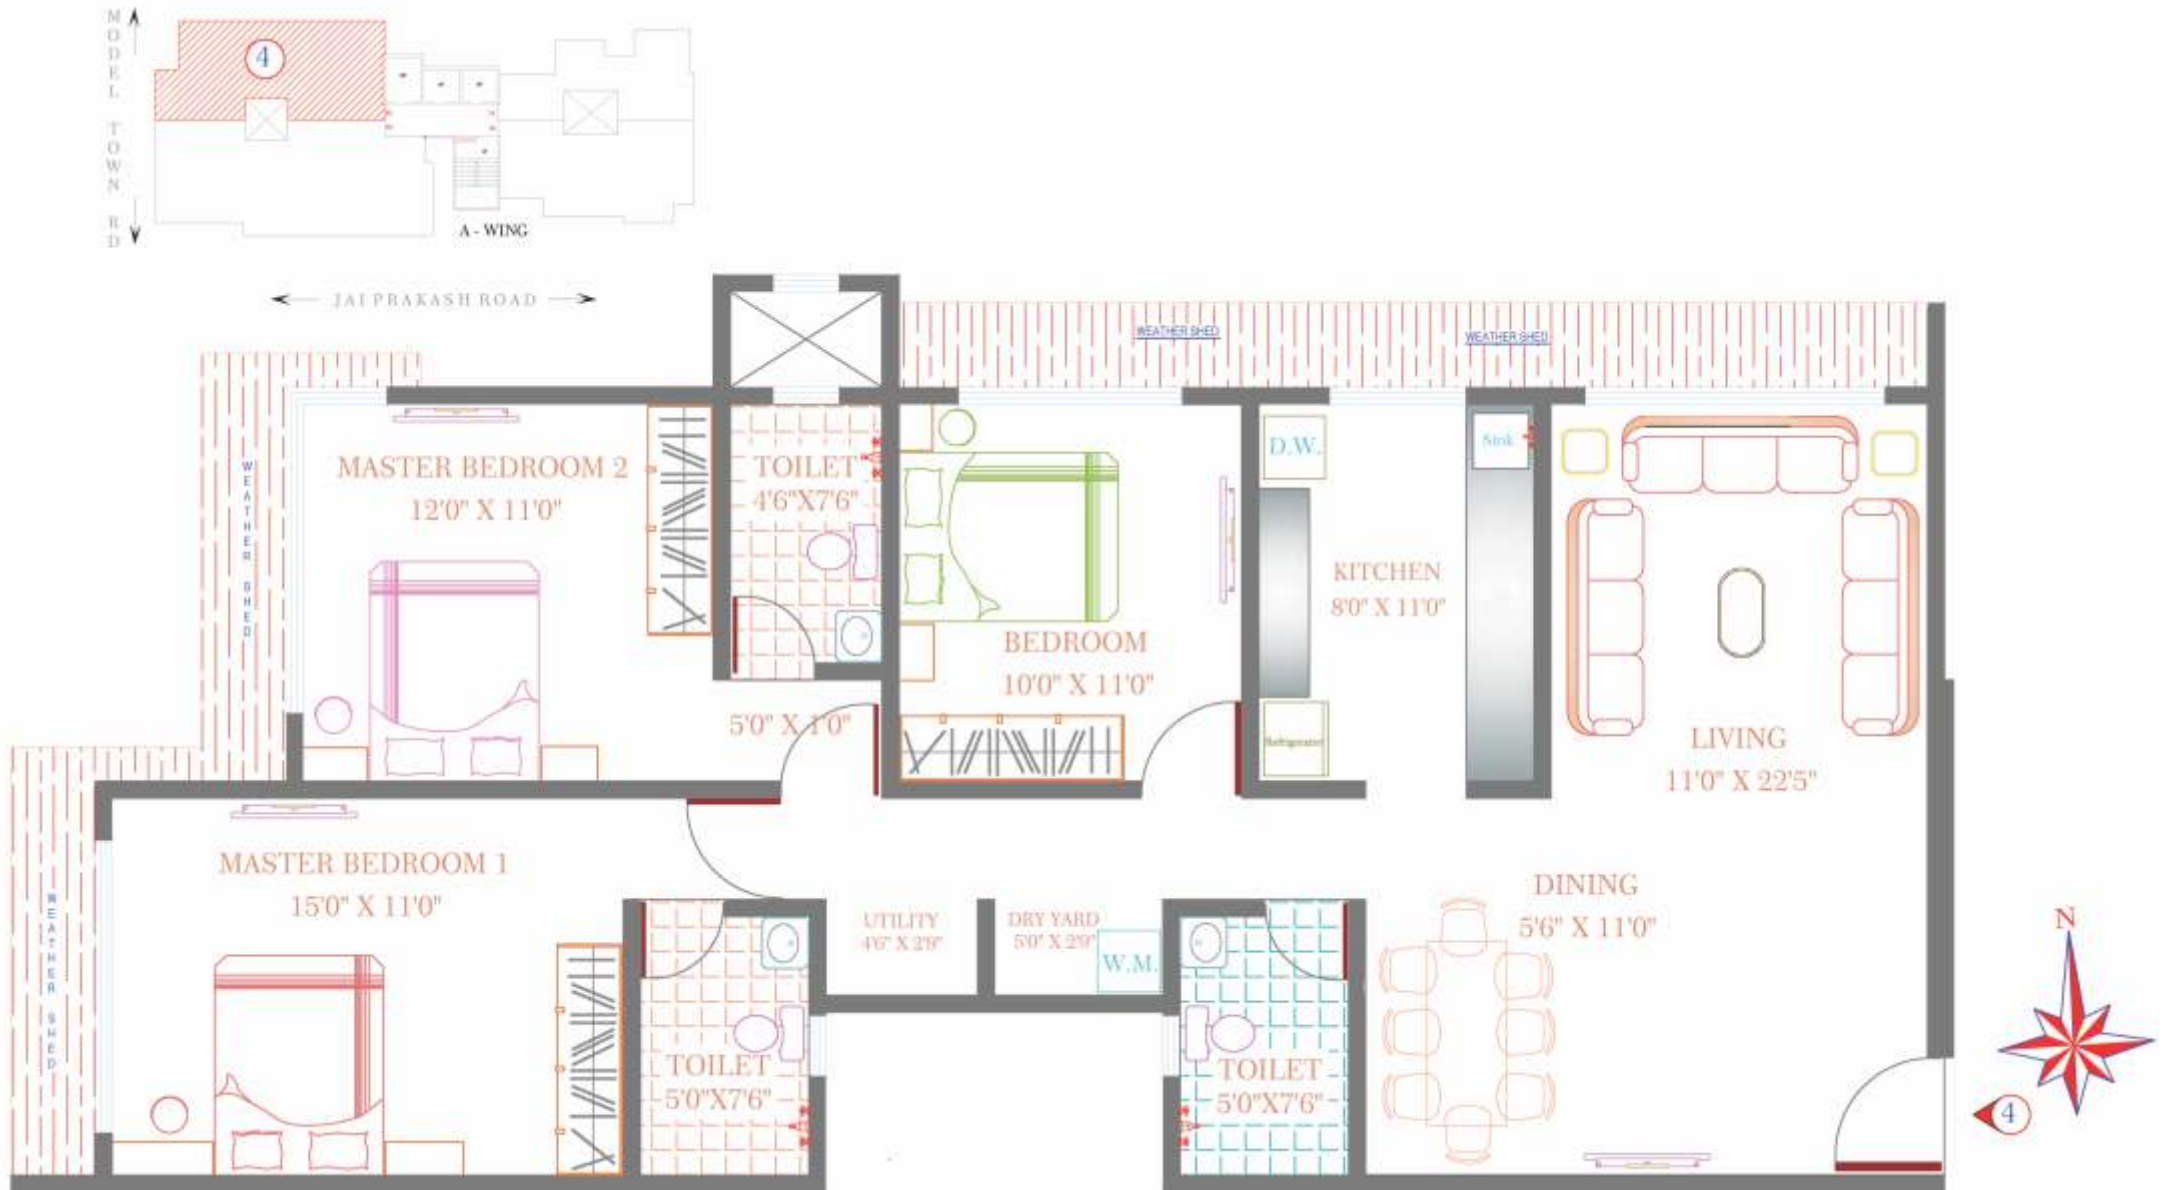 MODEL TOWN RD
4
A - WING
JAI PRAKASH ROAD
WEATHER SHED
WEATHER SHED
WEATHER SHED
MASTER BEDROOM 2
12'0" X 11'0"
TOILET
4'6"X7'6"
5'0" X 1'0"
BEDROOM
10'0" X 11'0"
D.W.
Sink
KITCHEN
8'0" X 11'0"
Refrigerator
LIVING
11'0" X 22'5"
WEATHER SHED
MASTER BEDROOM 1
15'0" X 11'0"
TOILET
5'0"X7'6"
UTILITY
4'6" X 2'9"
DRY YARD
5'0" X 2'9"
W.M.
TOILET
5'0"X7'6"
DINING
5'6" X 11'0"
N
4